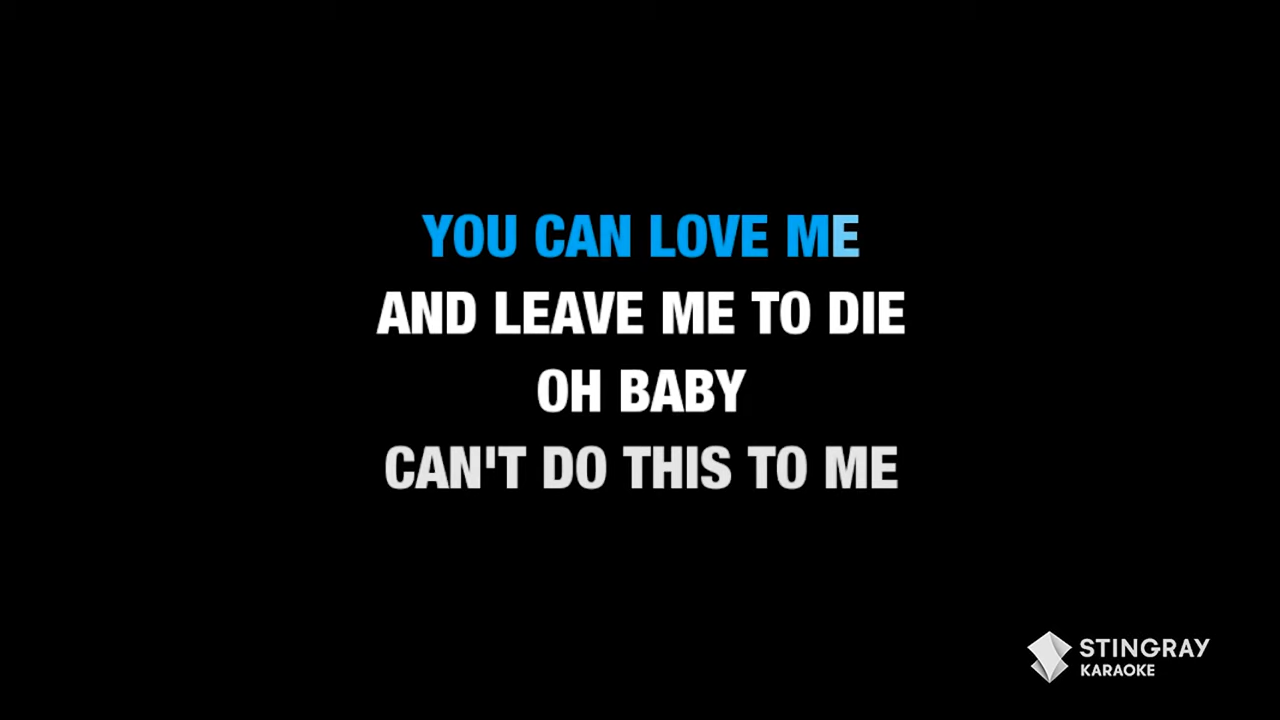 YOU CAN LOVE ME
AND LEAVE ME TO DIE
OH BABY
CAN'T DO THIS TO ME
STINGRAY
KARAOKE